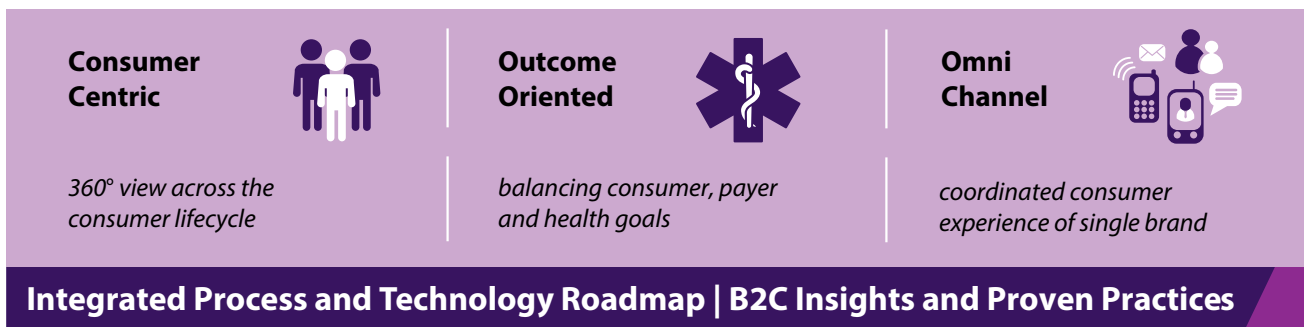 Consumer
Centric
360° view across the
consumer lifecycle
Outcome
Oriented
balancing consumer, payer
and health goals
Omni
Channel
coordinated consumer
experience of single brand
Integrated Process and Technology Roadmap | B2C Insights and Proven Practices